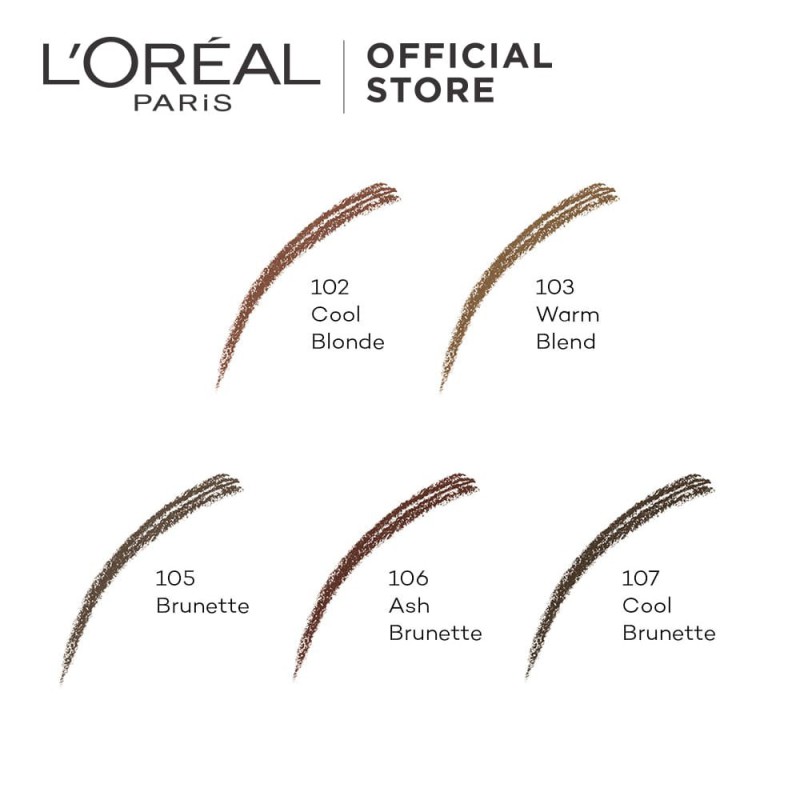 L'ORÉAL
PARiS
OFFICIAL
STORE
102
Cool
Blonde
103
Warm
Blend
105
Brunette
106
Ash
Brunette
107
Cool
Brunette